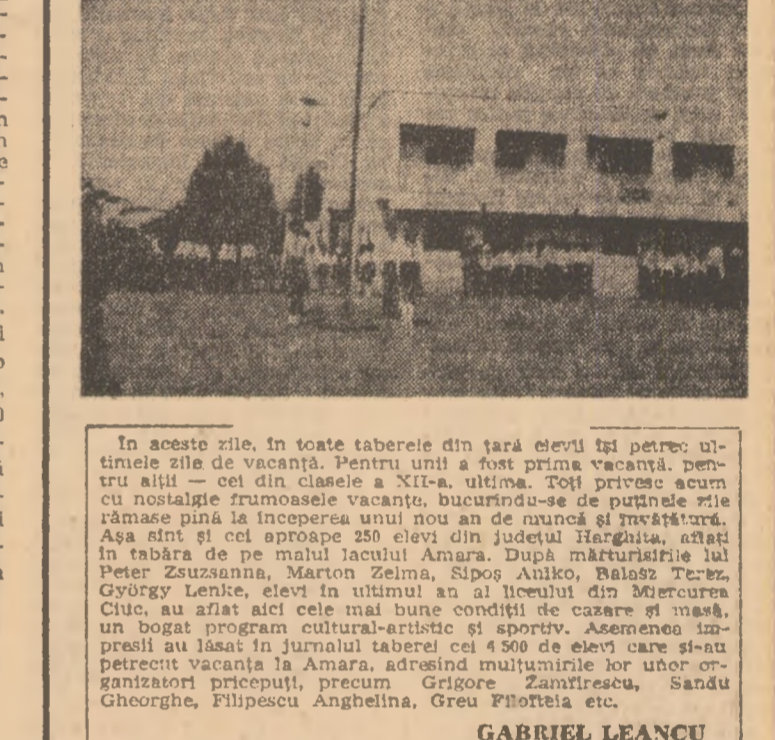 În aceste zile, în toate taberele din țară elevii își petrec ul-
timele zile de vacanță. Pentru unii a fost prima vacanță, pen-
tru alții — cei din clasele a XII-a, ultima. Toți privesc acum
cu nostalgie frumoasele vacanțe, bucurîndu-se de puținele zile
rămase pînă la începerea unui nou an de muncă și învățătură.
Așa sînt și cei aproape 250 elevi din județul Harghita, aflați
în tabăra de pe malul lacului Amara. După mărturisirile lui
Peter Zsuzsanna, Marton Zelma, Sipoș Aniko, Balasz Terez,
György Lenke, elevi în ultimul an al liceului din Miercurea
Ciuc, au aflat aici cele mai bune condiții de cazare și masă,
un bogat program cultural-artistic și sportiv. Asemenea im-
presii au lăsat în jurnalul taberei cei 4 500 de elevi care și-au
petrecut vacanța la Amara, adresînd mulțumirile lor unor or-
ganizatori pricepuți, precum Grigore Zamfirescu, Sandu
Gheorghe, Filipescu Anghelina, Greu Filofteia etc.
GABRIEL LEANCU